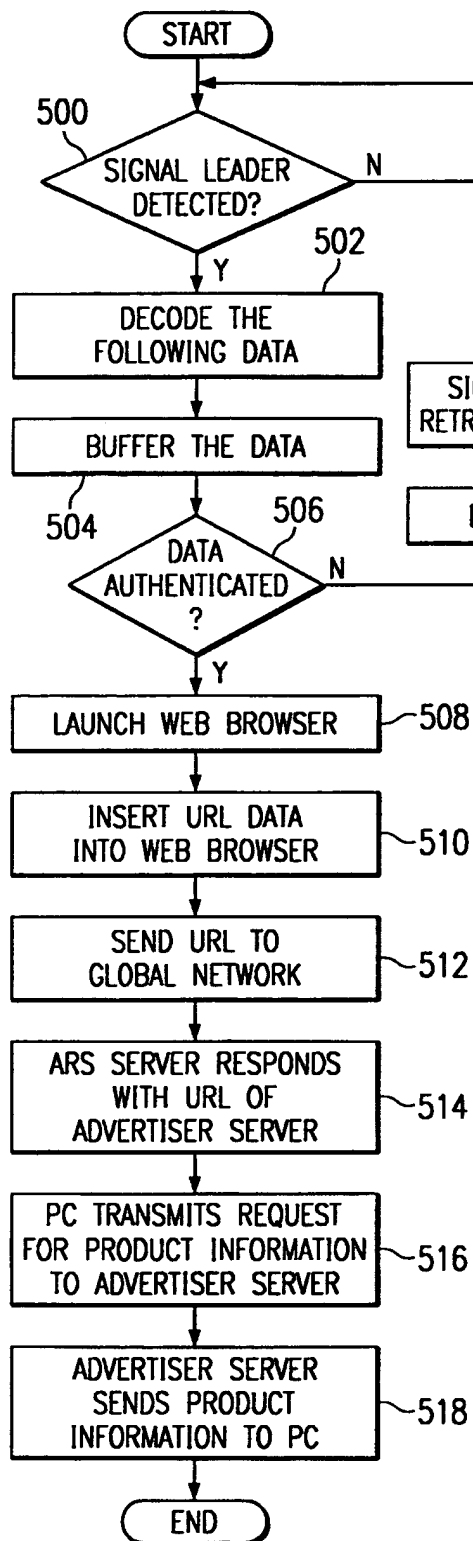 START
500
SIGNAL LEADER
DETECTED?
N
Y
502
DECODE THE
FOLLOWING DATA
BUFFER THE DATA
504
506
DATA
AUTHENTICATED
?
N
Y
LAUNCH WEB BROWSER
508
INSERT URL DATA
INTO WEB BROWSER
510
SEND URL TO
GLOBAL NETWORK
512
ARS SERVER RESPONDS
WITH URL OF
ADVERTISER SERVER
514
PC TRANSMITS REQUEST
FOR PRODUCT INFORMATION
TO ADVERTISER SERVER
516
ADVERTISER SERVER
SENDS PRODUCT
INFORMATION TO PC
518
END